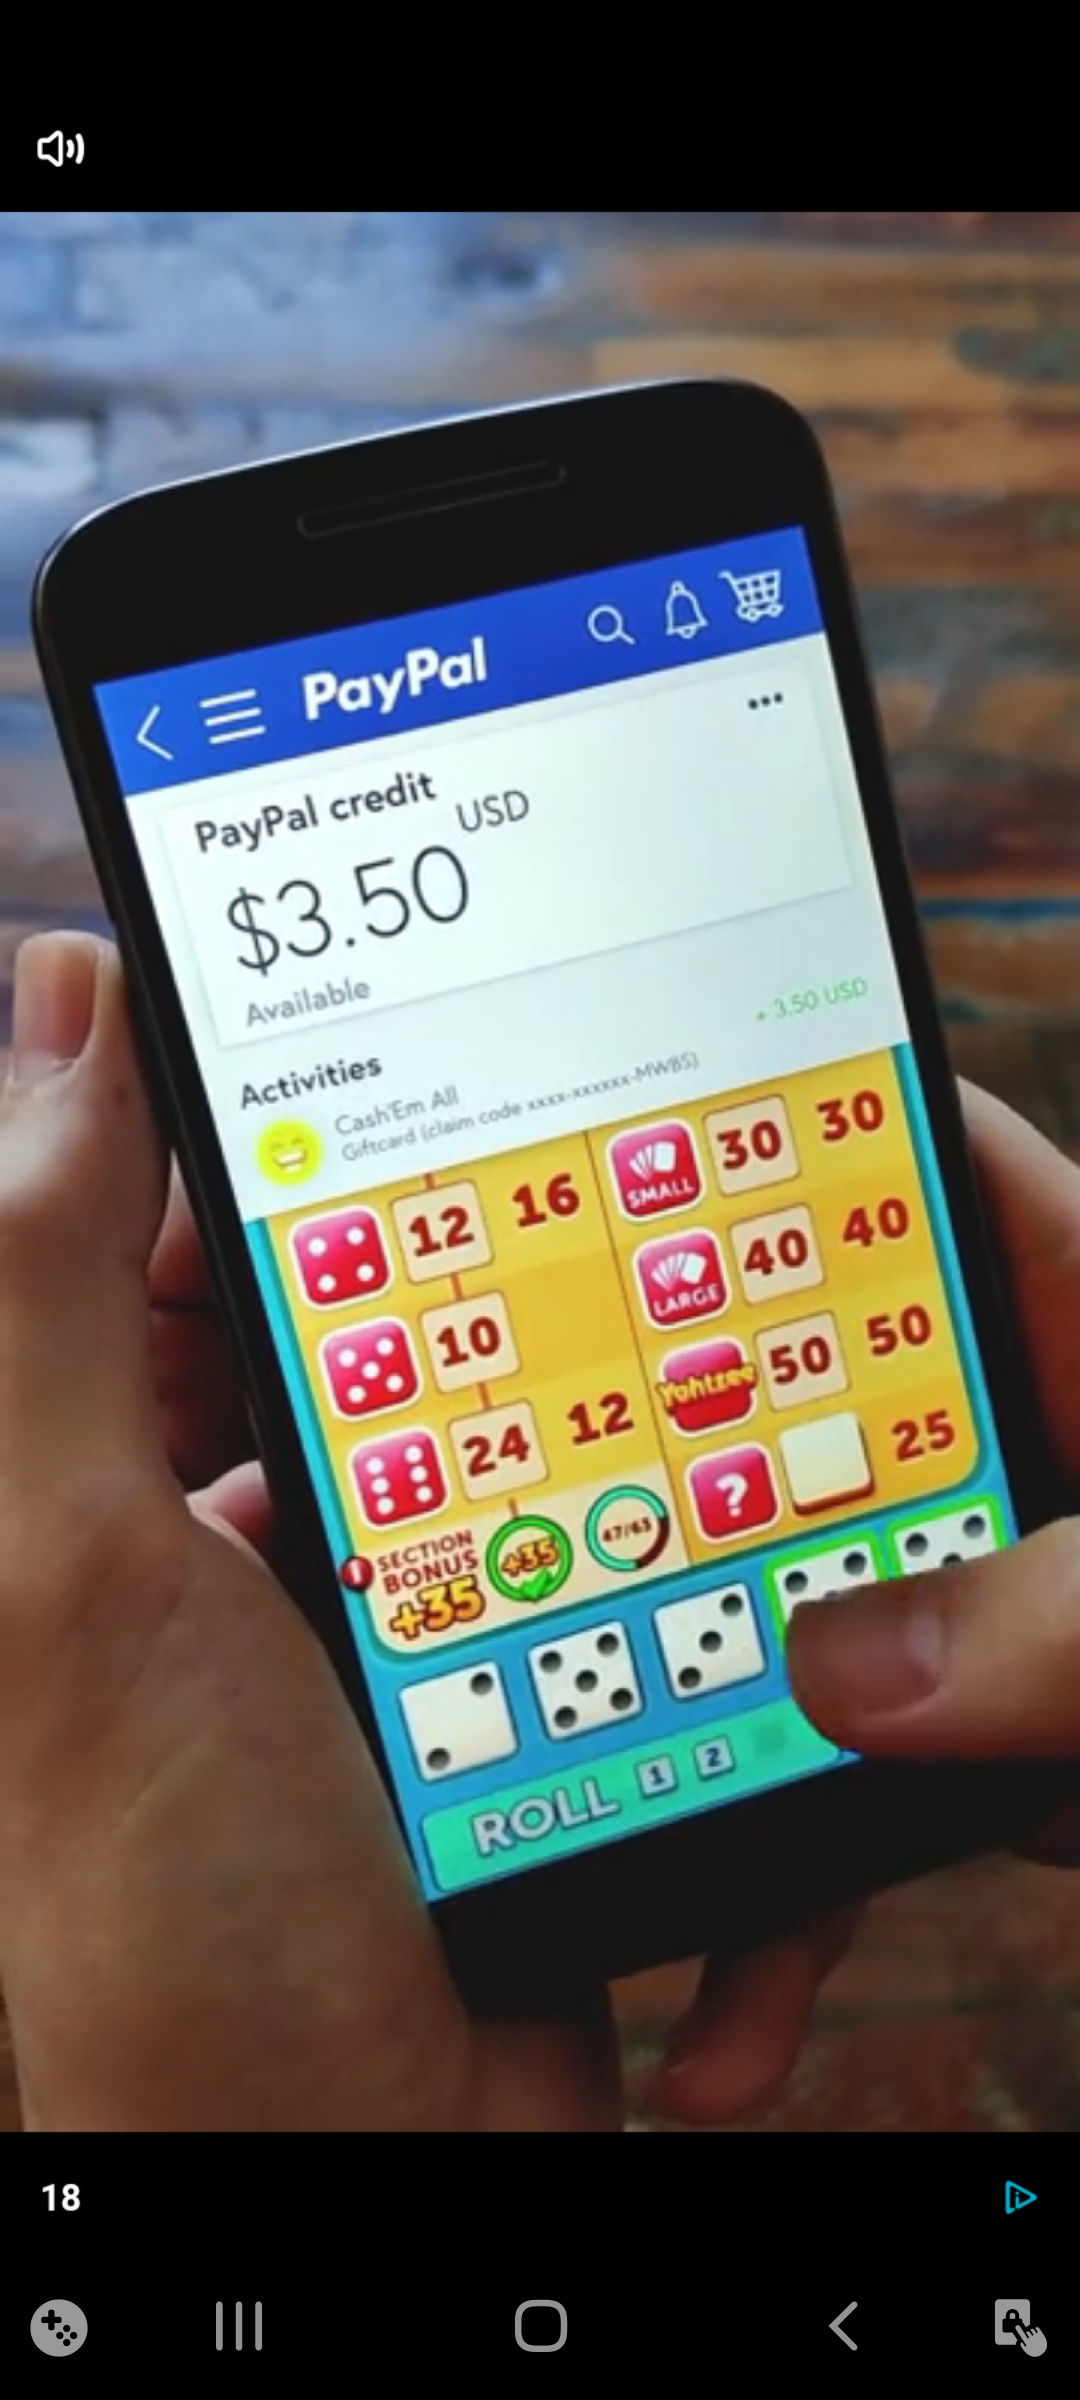 PayPal
PayPal credit
$3.50 USD
Available
Activities
+ 3.50 USD
Cash'Em All
Giftcard (claim code xxxx-xxxxxx-MWBS)
12 16 SMALL 30 30
10 LARGE 40 40
24 12 Yahtzee 50 50
? 25
SECTION
BONUS
+35
+35
47/63
ROLL 1 2
18